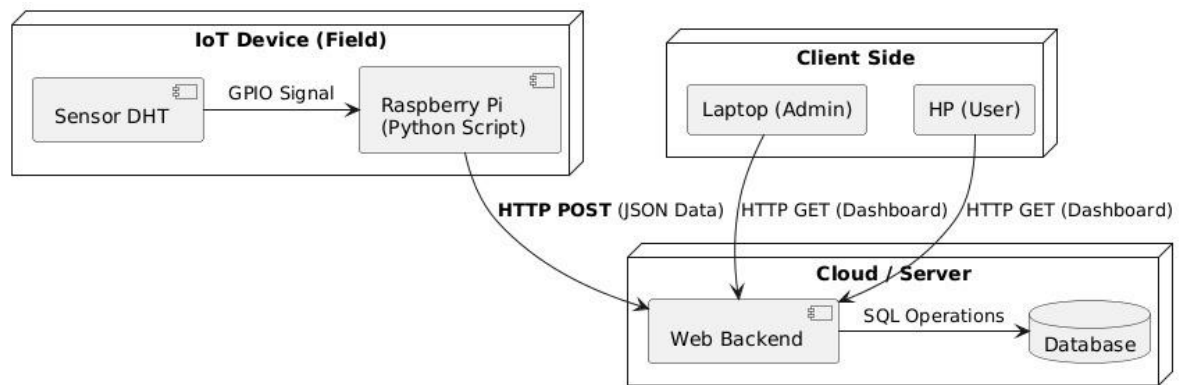 IoT Device (Field)
Sensor DHT
GPIO Signal
Raspberry Pi
(Python Script)
Client Side
Laptop (Admin)
HP (User)
HTTP POST (JSON Data)
HTTP GET (Dashboard)
HTTP GET (Dashboard)
Cloud / Server
Web Backend
SQL Operations
Database